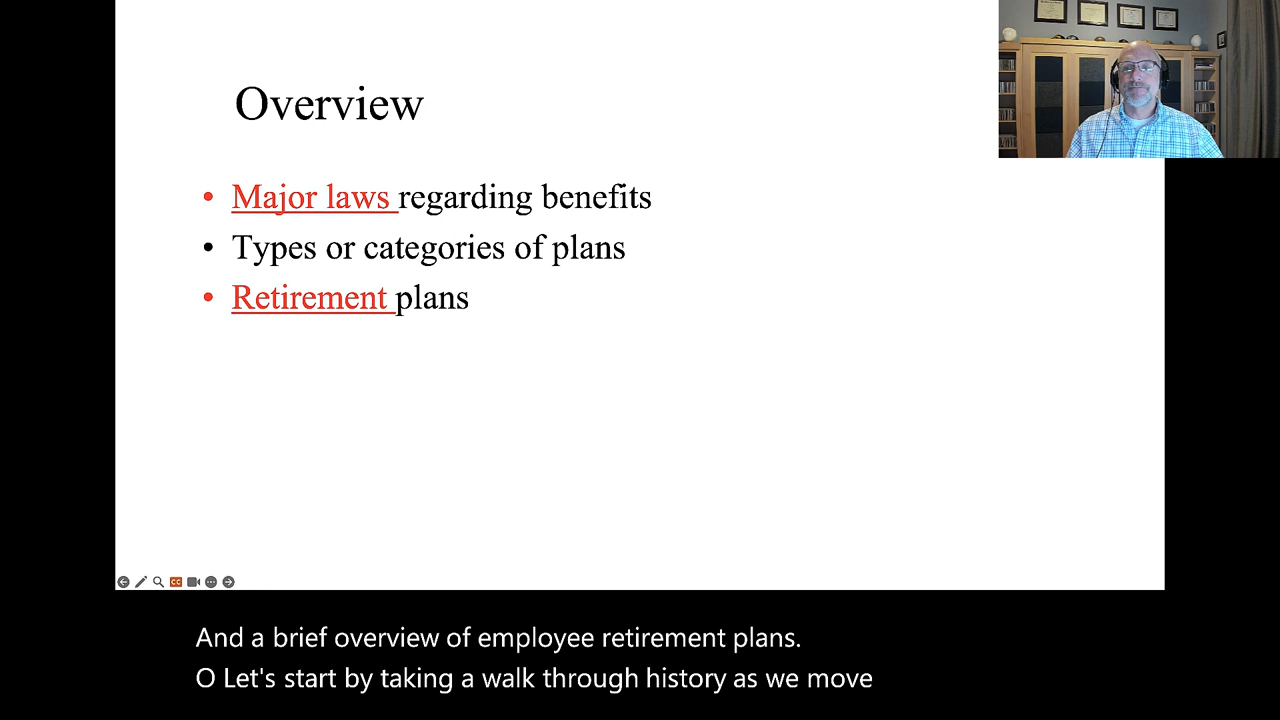 Overview
• Major laws regarding benefits
• Types or categories of plans
• Retirement plans
CC
And a brief overview of employee retirement plans.
O Let's start by taking a walk through history as we move